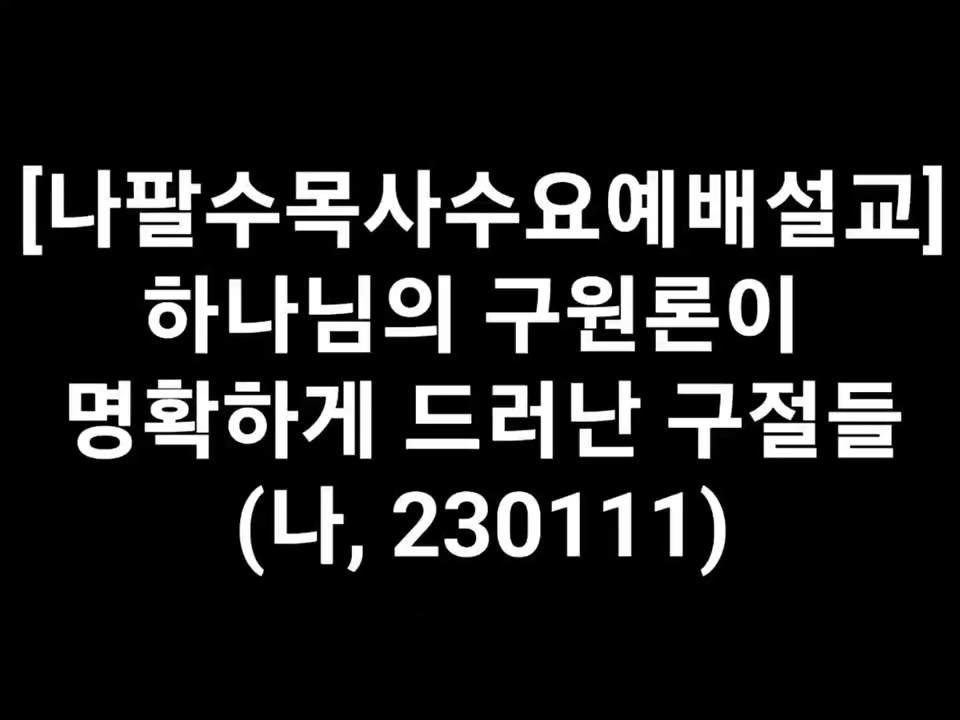 [나팔수목사수요예배설교]
하나님의 구원론이
명확하게 드러난 구절들
(나, 230111)